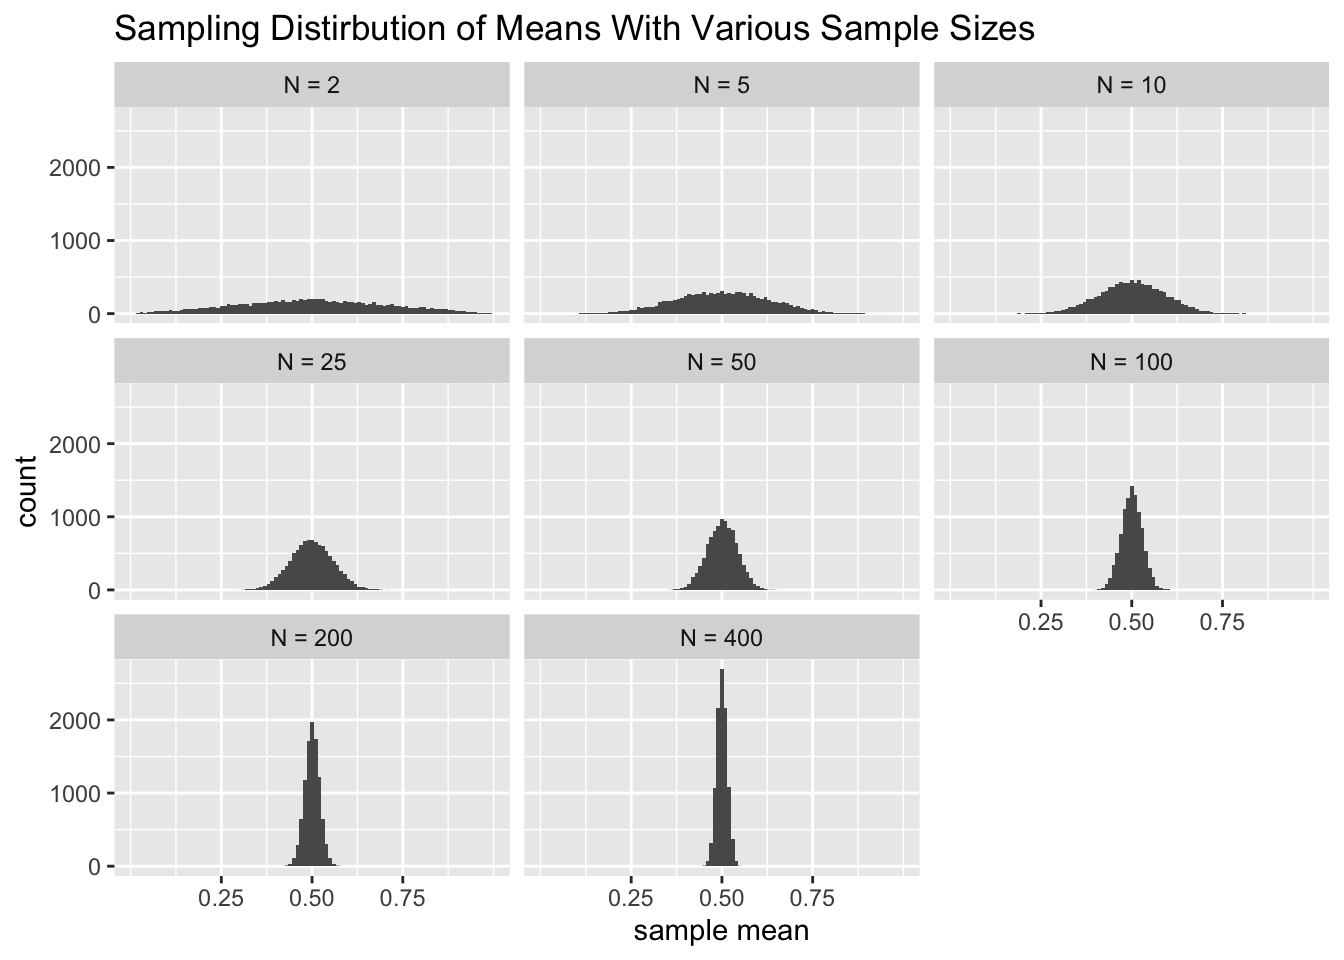 Sampling Distirbution of Means With Various Sample Sizes
N = 2
N = 5
N = 10
2000
1000
0
N = 25
N = 50
N = 100
2000
1000
0
0.25 0.50 0.75
N = 200
N = 400
2000
1000
0
0.25 0.50 0.75
0.25 0.50 0.75
count
sample mean